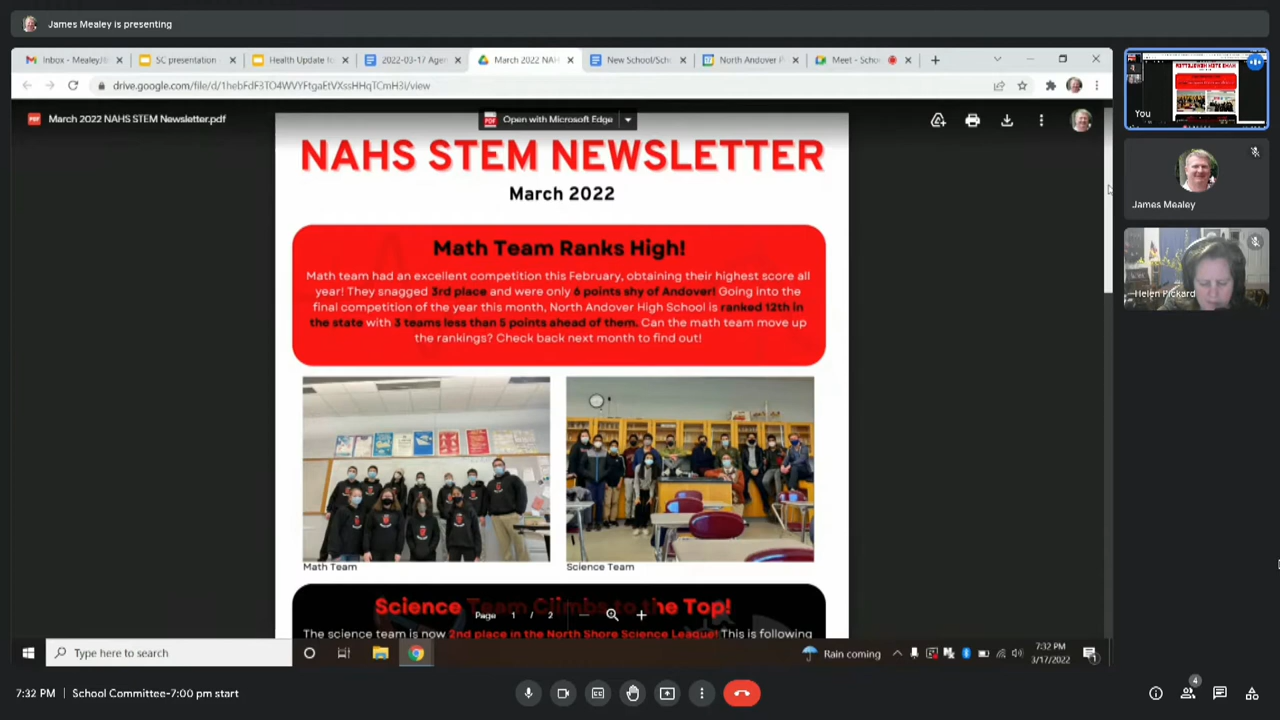 James Mealey is presenting
Inbox - MealeyJ
SC presentation
Health Update fo
2022-03-17 Agen
March 2022 NAH
New School/Scho
North Andover P
Meet - Scho
drive.google.com/file/d/1hebFdF3TO4WVYFtgaEtVXssHHqTCmH3i/view
March 2022 NAHS STEM Newsletter.pdf
Open with Microsoft Edge
NAHS STEM NEWSLETTER
March 2022
Math Team Ranks High!
Math team had an excellent competition this February, obtaining their highest score all
year! They snagged 3rd place and were only 6 points shy of Andover! Going into the
final competition of the year this month, North Andover High School is ranked 12th in
the state with 3 teams less than 5 points ahead of them. Can the math team move up
the rankings? Check back next month to find out!
Math Team
Science Team
Science Team Climbs to the Top!
Page 1 / 2
The science team is now 2nd place in the North Shore Science League! This is following
You
James Mealey
Helen Pickard
Type here to search
Rain coming
7:32 PM
3/17/2022
7:32 PM | School Committee-7:00 pm start
4